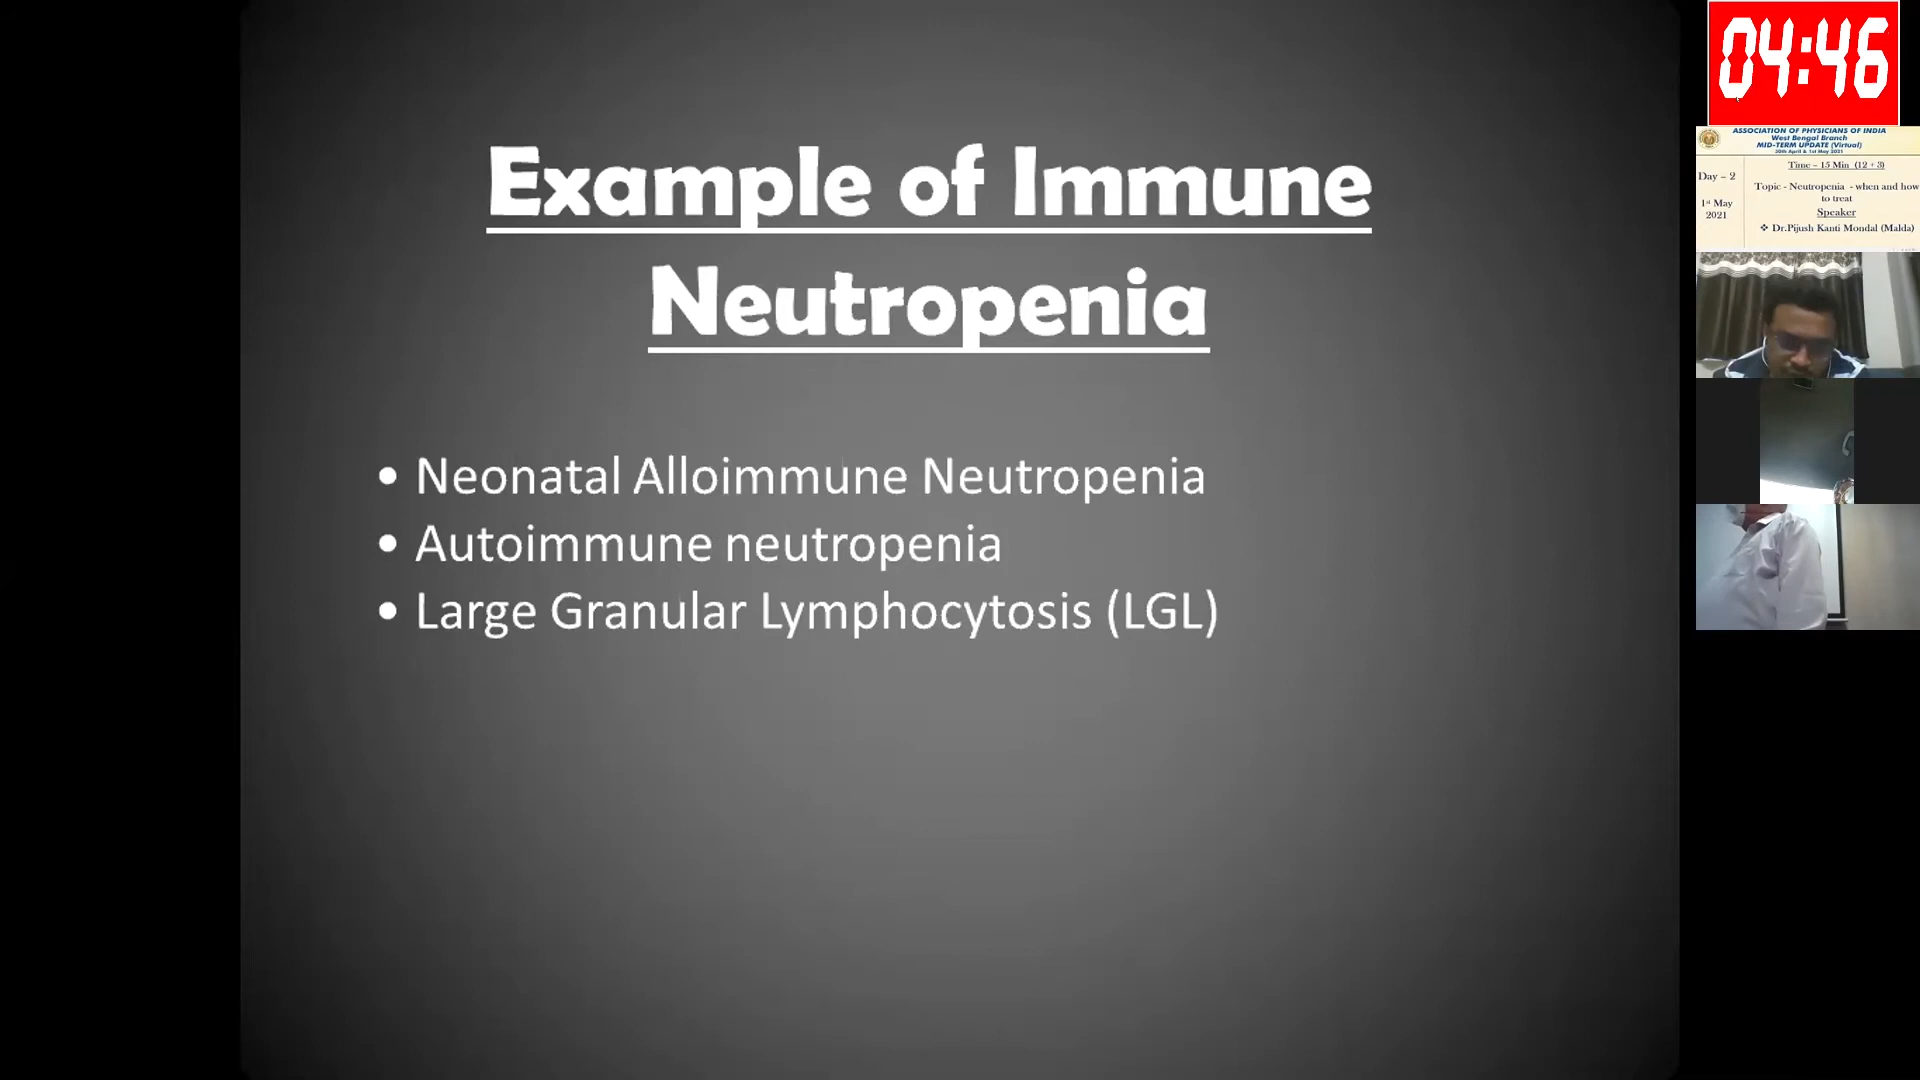 Example of Immune
Neutropenia
• Neonatal Alloimmune Neutropenia
• Autoimmune neutropenia
• Large Granular Lymphocytosis (LGL)
04:46
ASSOCIATION OF PHYSICIANS OF INDIA
West Bengal Branch
MID-TERM UPDATE (Virtual)
30th April & 1st May 2021
Day – 2
1st May
2021
Time – 15 Min (12 + 3)
Topic - Neutropenia - when and how
to treat
Speaker
❖ Dr.Pijush Kanti Mondal (Malda)